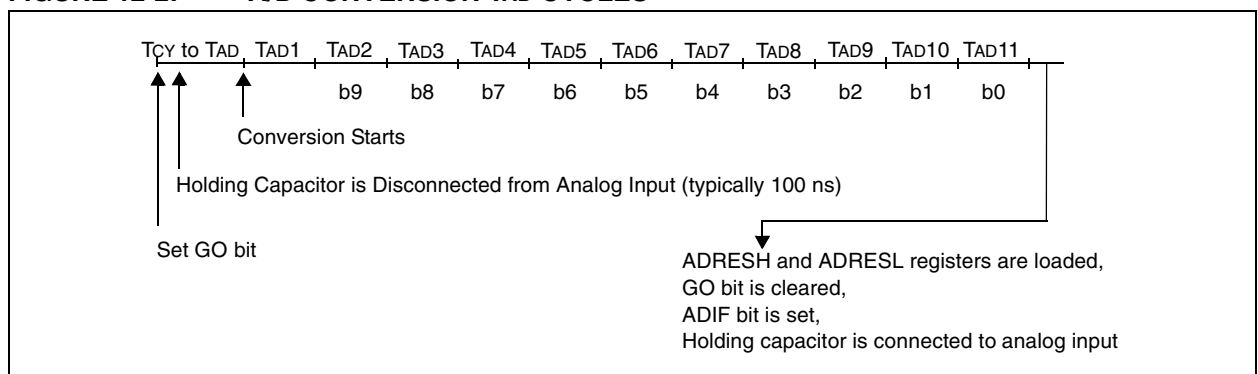 TCY to TAD TAD1 TAD2 TAD3 TAD4 TAD5 TAD6 TAD7 TAD8 TAD9 TAD10 TAD11
b9 b8 b7 b6 b5 b4 b3 b2 b1 b0
Conversion Starts
Holding Capacitor is Disconnected from Analog Input (typically 100 ns)
Set GO bit
ADRESH and ADRESL registers are loaded,
GO bit is cleared,
ADIF bit is set,
Holding capacitor is connected to analog input